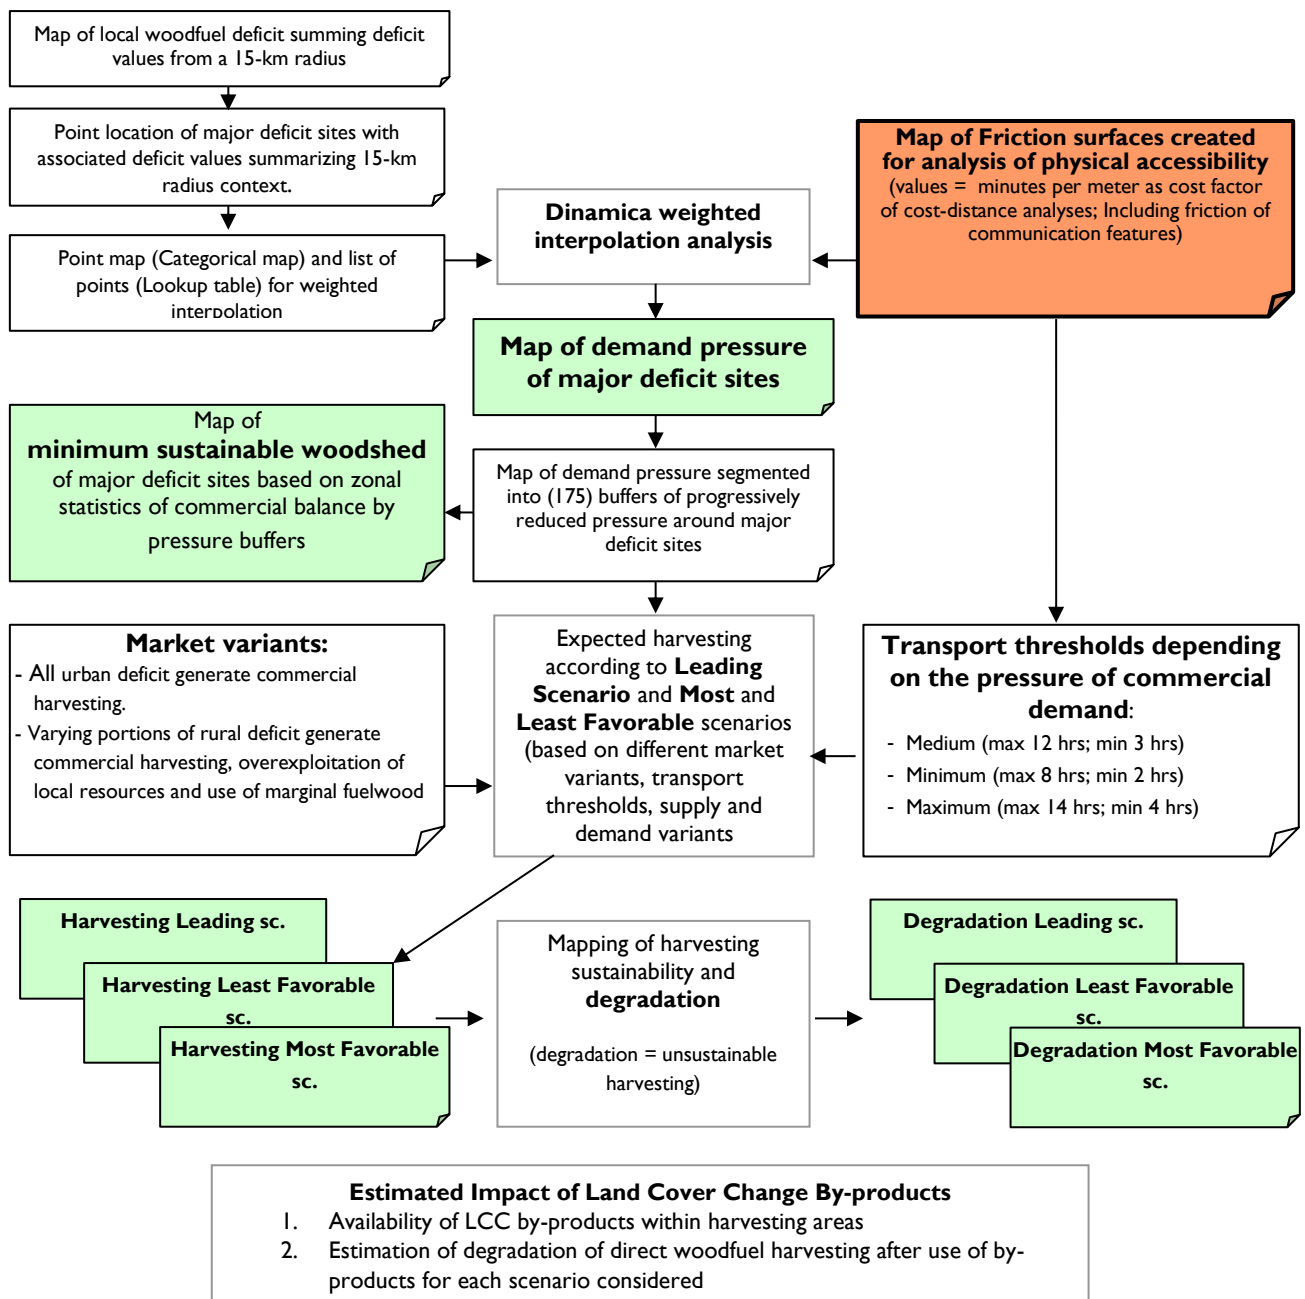 Map of local woodfuel deficit summing deficit
values from a 15-km radius
Point location of major deficit sites with
associated deficit values summarizing 15-km
radius context.
Point map (Categorical map) and list of
points (Lookup table) for weighted
interpolation
Dinamica weighted
interpolation analysis
Map of Friction surfaces created
for analysis of physical accessibility
(values = minutes per meter as cost factor
of cost-distance analyses; Including friction of
communication features)
Map of demand pressure
of major deficit sites
Map of
minimum sustainable woodshed
of major deficit sites based on zonal
statistics of commercial balance by
pressure buffers
Map of demand pressure segmented
into (175) buffers of progressively
reduced pressure around major
deficit sites
Market variants:
- All urban deficit generate commercial
harvesting.
- Varying portions of rural deficit generate
commercial harvesting, overexploitation of
local resources and use of marginal fuelwood
Expected harvesting
according to Leading
Scenario and Most and
Least Favorable scenarios
(based on different market
variants, transport
thresholds, supply and
demand variants
Transport thresholds depending
on the pressure of commercial
demand:
- Medium (max 12 hrs; min 3 hrs)
- Minimum (max 8 hrs; min 2 hrs)
- Maximum (max 14 hrs; min 4 hrs)
Harvesting Leading sc.
Harvesting Least Favorable
sc.
Harvesting Most Favorable
sc.
Mapping of harvesting
sustainability and
degradation
(degradation = unsustainable
harvesting)
Degradation Leading sc.
Degradation Least Favorable
sc.
Degradation Most Favorable
sc.
Estimated Impact of Land Cover Change By-products
1. Availability of LCC by-products within harvesting areas
2. Estimation of degradation of direct woodfuel harvesting after use of by-
products for each scenario considered